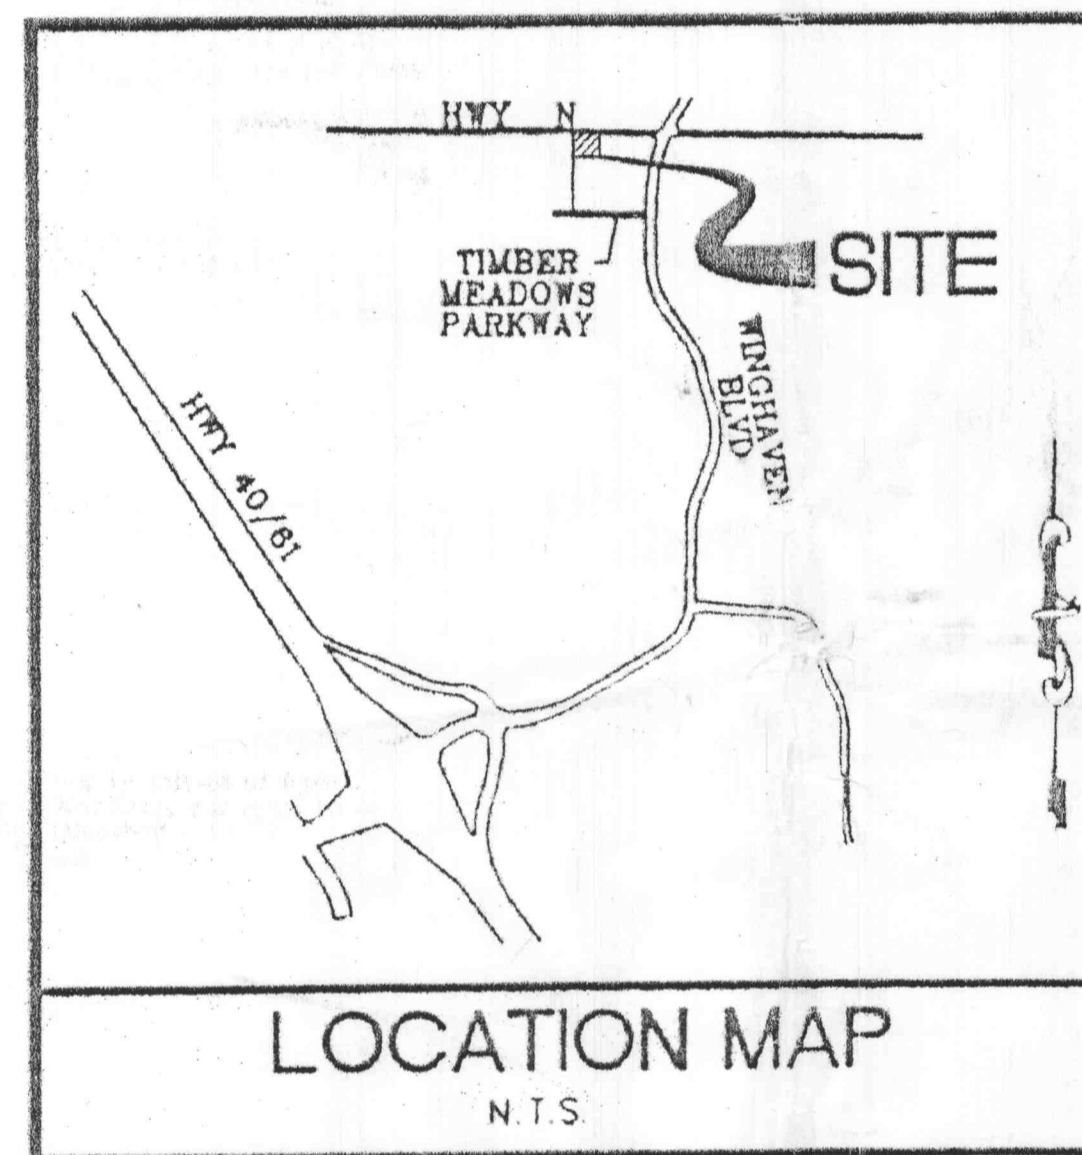 HWY N
SITE
TIMBER
MEADOWS
PARKWAY
WINGHAVEN
BLVD
HWY 40/61
LOCATION MAP
N.T.S.